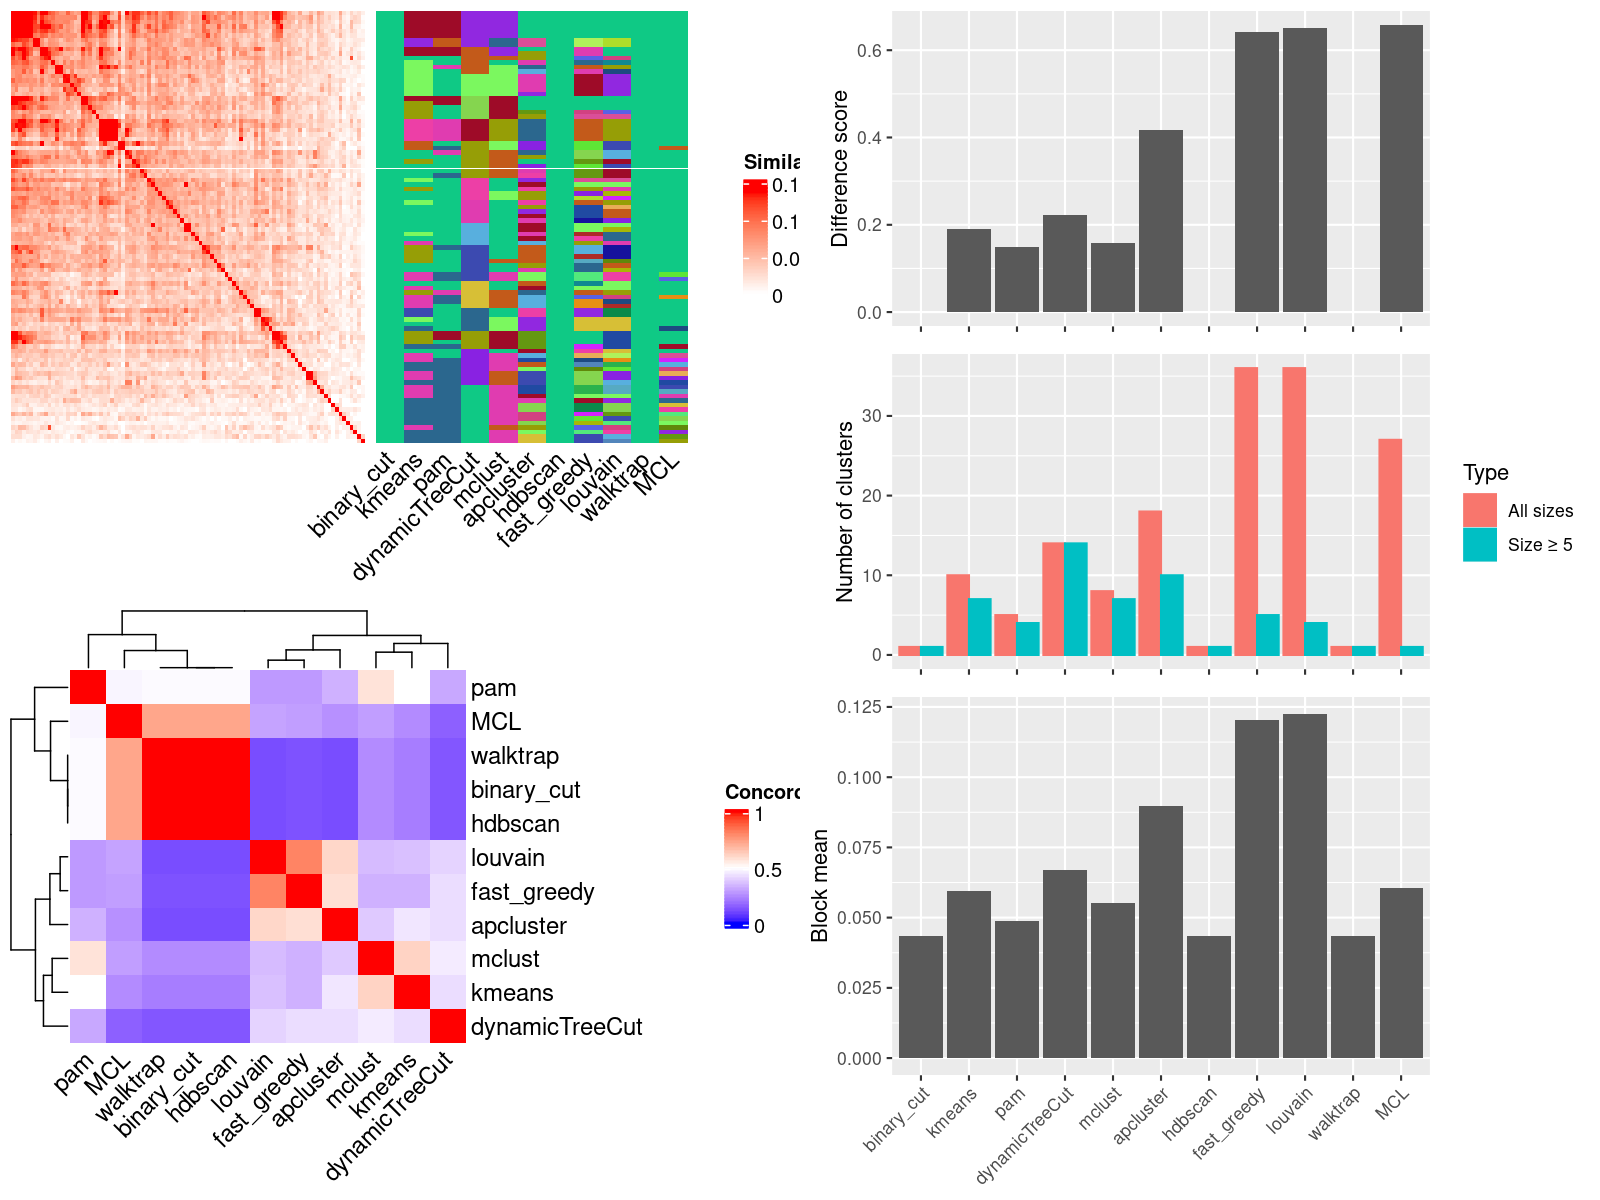 Simila
0.1
0.1
0.0
0
binary_cut
kmeans
pam
dynamicTreeCut
mclust
apcluster
hdbscan
fast_greedy
louvain
walktrap
MCL
pam
MCL
walktrap
binary_cut
hdbscan
louvain
fast_greedy
apcluster
mclust
kmeans
dynamicTreeCut
pam
MCL
walktrap
binary_cut
hdbscan
louvain
fast_greedy
apcluster
mclust
kmeans
dynamicTreeCut
Concord
1
0.5
0
Difference score
0.6
0.4
0.2
0.0
Number of clusters
30
20
10
0
Type
All sizes
Size ≥ 5
Block mean
0.125
0.100
0.075
0.050
0.025
0.000
binary_cut
kmeans
pam
dynamicTreeCut
mclust
apcluster
hdbscan
fast_greedy
louvain
walktrap
MCL